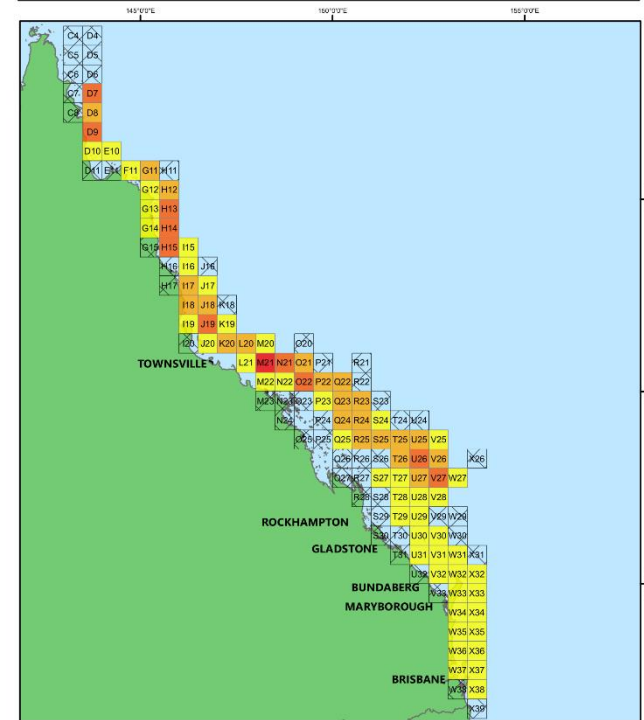 145°0'0"E 150°0'0"E 155°0'0"E
C4 D4
C5 D5
C6 D6
C7 D7
C8 D8
D9
D10 E10
D11 E11 F11 G11 H11
G12 H12
G13 H13
G14 H14
G15 H15 I15
H16 I16 J16
H17 I17 J17
I18 J18 K18
I19 J19 K19
I20 J20 K20 L20 M20 O20
TOWNSVILLE L21 M21 N21 O21 P21 R21
M22 N22 O22 P22 Q22 R22
M23 N23 O23 P23 Q23 R23 S23
N24 P24 Q24 R24 S24 T24 U24
O25 P25 Q25 R25 S25 T25 U25 V25
Q26 R26 S26 T26 U26 V26 X26
Q27 R27 S27 T27 U27 V27 W27
R28 S28 T28 U28 V28
ROCKHAMPTON S29 T29 U29 V29 W29
S30 T30 U30 V30 W30
GLADSTONE T31 U31 V31 W31 X31
U32 V32 W32 X32
BUNDABERG V33 W33 X33
MARYBOROUGH W34 X34
W35 X35
W36 X36
W37 X37
BRISBANE W38 X38
X39